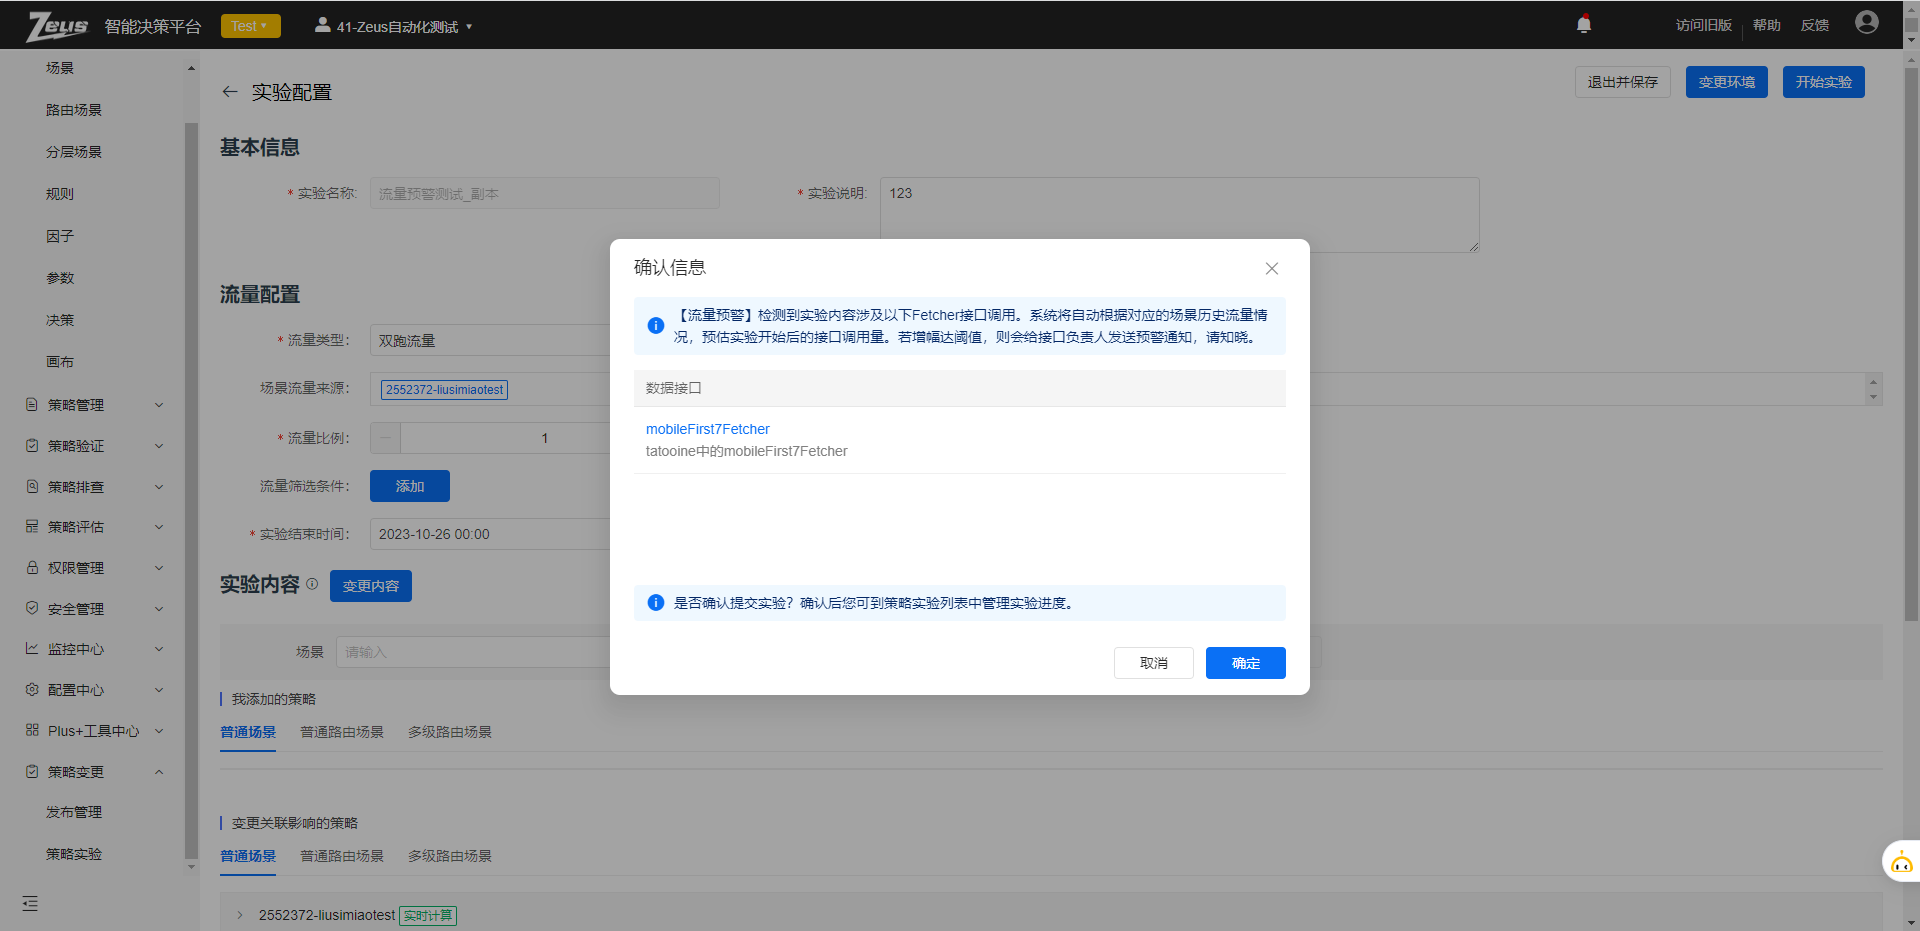 Zeus 智能决策平台 Test 41-Zeus自动化测试 访问旧版 帮助 反馈
场景
路由场景
分层场景
规则
因子
参数
决策
画布
策略管理
策略验证
策略排查
策略评估
权限管理
安全管理
监控中心
配置中心
Plus+工具中心
策略变更
发布管理
策略实验
实验配置 退出并保存 变更环境 开始实验
基本信息
* 实验名称: 流量预警测试_副本 * 实验说明: 123
流量配置
* 流量类型: 双跑流量
场景流量来源: 2552372-liusimiaotest
* 流量比例: 1
流量筛选条件: 添加
* 实验结束时间: 2023-10-26 00:00
实验内容 变更内容
场景 请输入
我添加的策略
普通场景 普通路由场景 多级路由场景
变更关联影响的策略
普通场景 普通路由场景 多级路由场景
2552372-liusimiaotest 实时计算
确认信息
【流量预警】检测到实验内容涉及以下Fetcher接口调用。系统将自动根据对应的场景历史流量情
况，预估实验开始后的接口调用量。若增幅达阈值，则会给接口负责人发送预警通知，请知晓。
数据接口
mobileFirst7Fetcher
tatooine中的mobileFirst7Fetcher
是否确认提交实验？确认后您可到策略实验列表中管理实验进度。
取消 确定